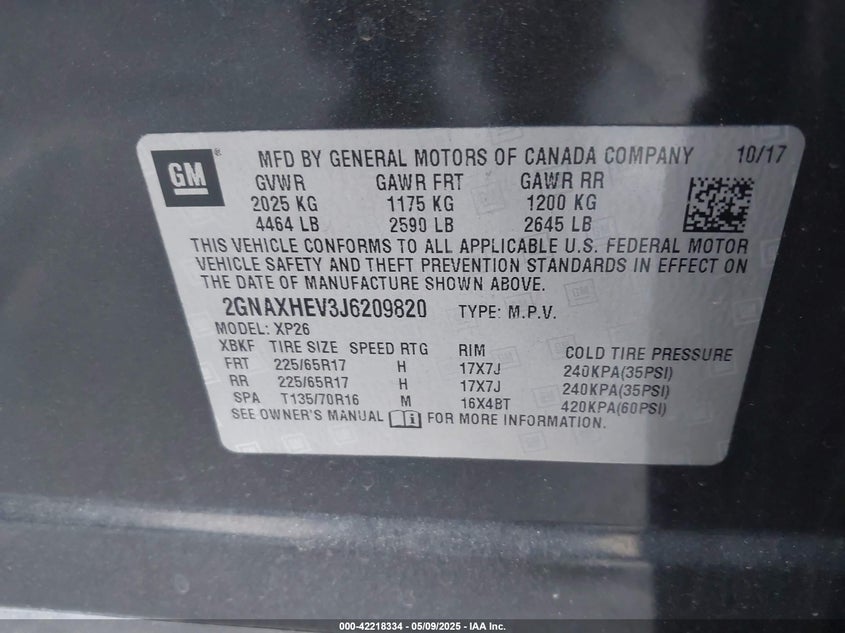 GM ® MFD BY GENERAL MOTORS OF CANADA COMPANY 10/17
GVWR GAWR FRT GAWR RR
2025 KG 1175 KG 1200 KG
4464 LB 2590 LB 2645 LB
THIS VEHICLE CONFORMS TO ALL APPLICABLE U.S. FEDERAL MOTOR
VEHICLE SAFETY AND THEFT PREVENTION STANDARDS IN EFFECT ON
THE DATE OF MANUFACTURE SHOWN ABOVE.
2GNAXHEV3J6209820 TYPE: M.P.V.
MODEL: XP26
XBKF TIRE SIZE SPEED RTG RIM COLD TIRE PRESSURE
FRT 225/65R17 H 17X7J 240KPA(35PSI)
RR 225/65R17 H 17X7J 240KPA(35PSI)
SPA T135/70R16 M 16X4BT 420KPA(60PSI)
SEE OWNER'S MANUAL FOR MORE INFORMATION.
000-42218334 - 05/09/2025 - IAA Inc.